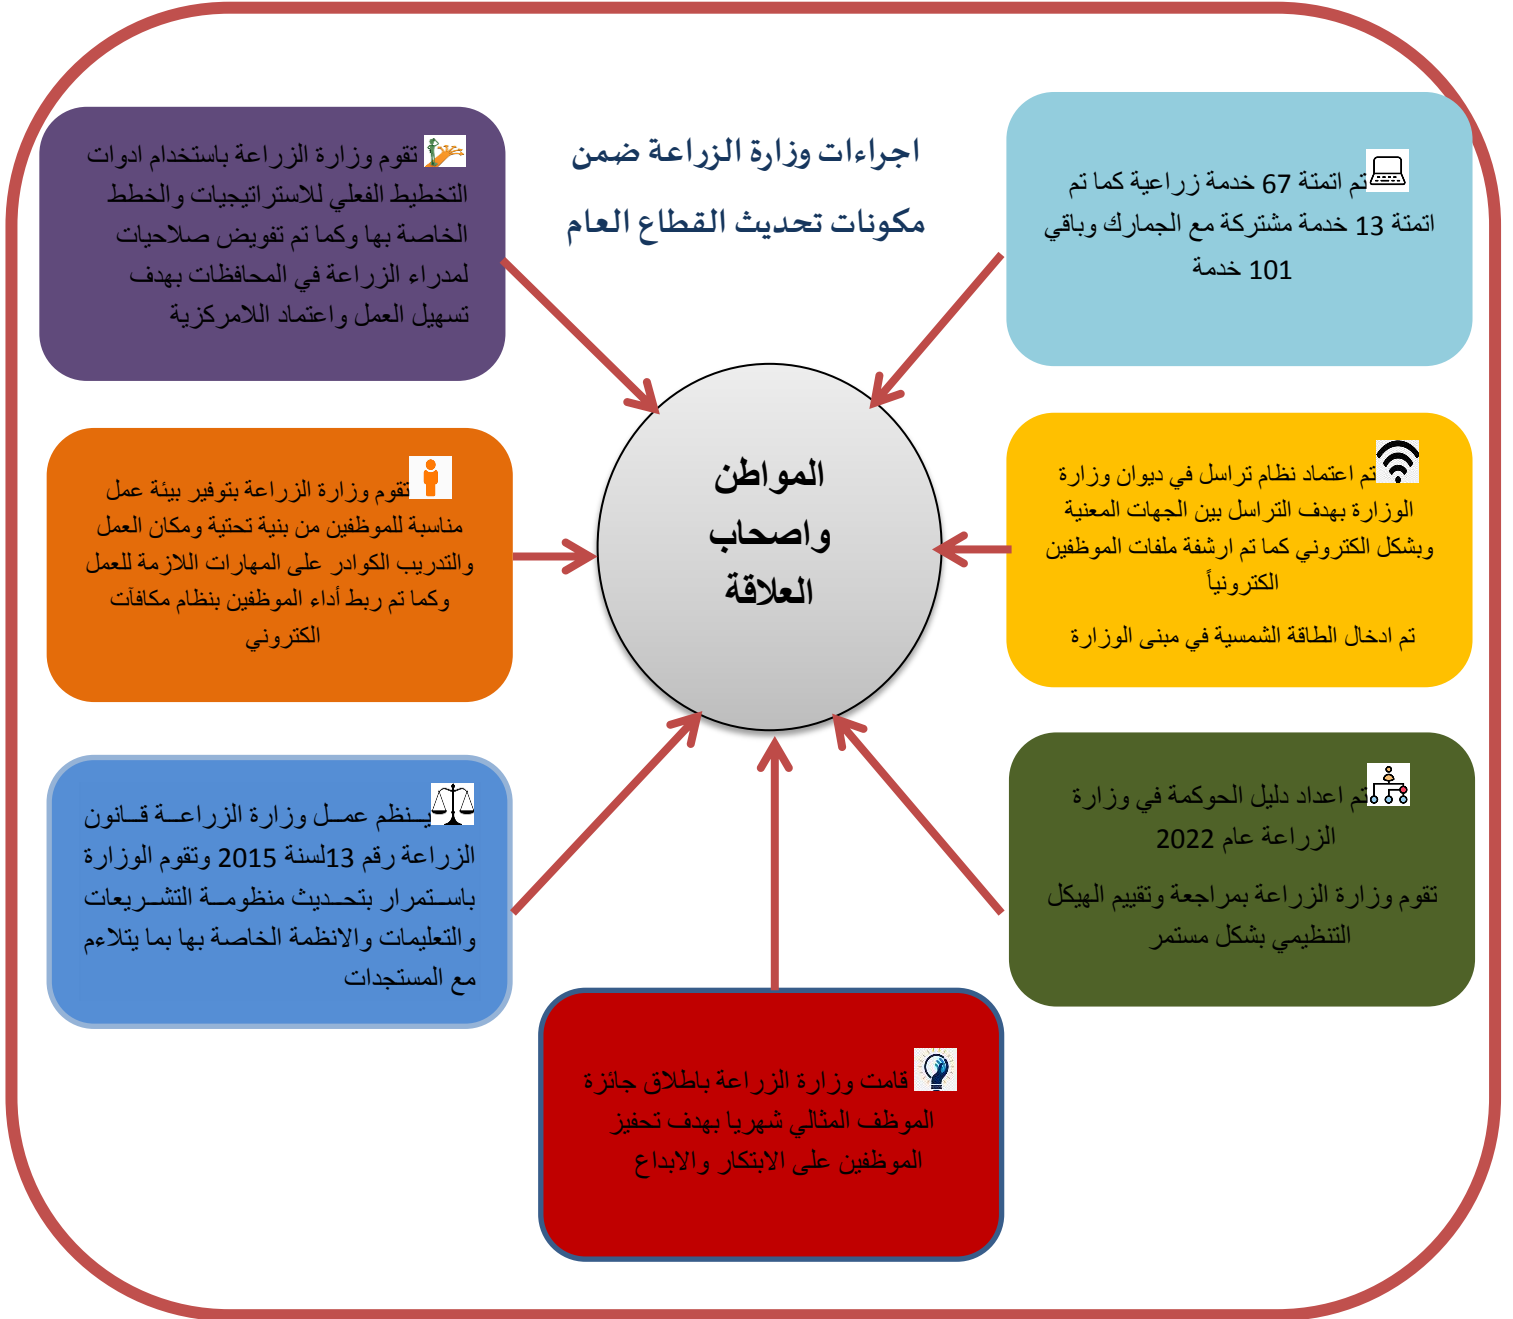 اجراءات وزارة الزراعة ضمن
مكونات تحديث القطاع العام
تم اتمتة 67 خدمة زراعية كما تم
اتمتة 13 خدمة مشتركة مع الجمارك وباقي
101 خدمة
تقوم وزارة الزراعة باستخدام ادوات
التخطيط الفعلي للاستراتيجيات والخطط
الخاصة بها وكما تم تفويض صلاحيات
لمدراء الزراعة في المحافظات بهدف
تسهيل العمل واعتماد اللامركزية
المواطن
واصحاب
العلاقة
تم اعتماد نظام تراسل في ديوان وزارة
الوزارة بهدف التراسل بين الجهات المعنية
وبشكل الكتروني كما تم ارشفة ملفات الموظفين
الكترونياً
تم ادخال الطاقة الشمسية في مبنى الوزارة
تقوم وزارة الزراعة بتوفير بيئة عمل
مناسبة للموظفين من بنية تحتية ومكان العمل
والتدريب الكوادر على المهارات اللازمة للعمل
وكما تم ربط أداء الموظفين بنظام مكافآت
الكتروني
تم اعداد دليل الحوكمة في وزارة
الزراعة عام 2022
تقوم وزارة الزراعة بمراجعة وتقييم الهيكل
التنظيمي بشكل مستمر
يـنظم عمـل وزارة الزراعـة قـانون
الزراعة رقم 13لسنة 2015 وتقوم الوزارة
باسـتمرار بتحـديث منظومـة التشـريعات
والتعليمات والانظمة الخاصة بها بما يتلاءم
مع المستجدات
قامت وزارة الزراعة باطلاق جائزة
الموظف المثالي شهريا بهدف تحفيز
الموظفين على الابتكار والابداع